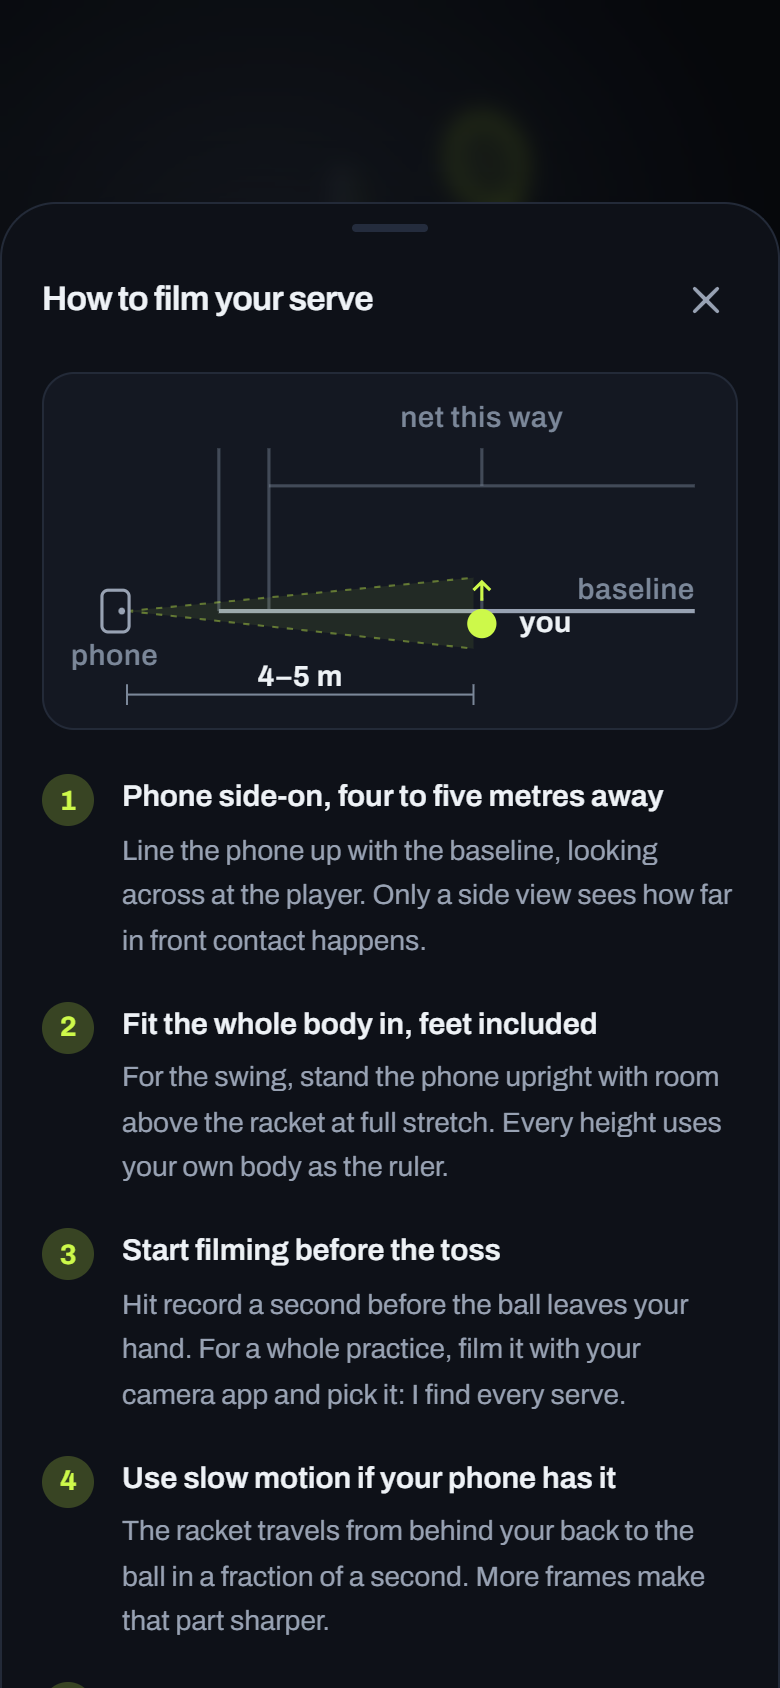 How to film your serve
net this way
baseline
you
phone
4–5 m
1
Phone side-on, four to five metres away
Line the phone up with the baseline, looking
across at the player. Only a side view sees how far
in front contact happens.
2
Fit the whole body in, feet included
For the swing, stand the phone upright with room
above the racket at full stretch. Every height uses
your own body as the ruler.
3
Start filming before the toss
Hit record a second before the ball leaves your
hand. For a whole practice, film it with your
camera app and pick it: I find every serve.
4
Use slow motion if your phone has it
The racket travels from behind your back to the
ball in a fraction of a second. More frames make
that part sharper.